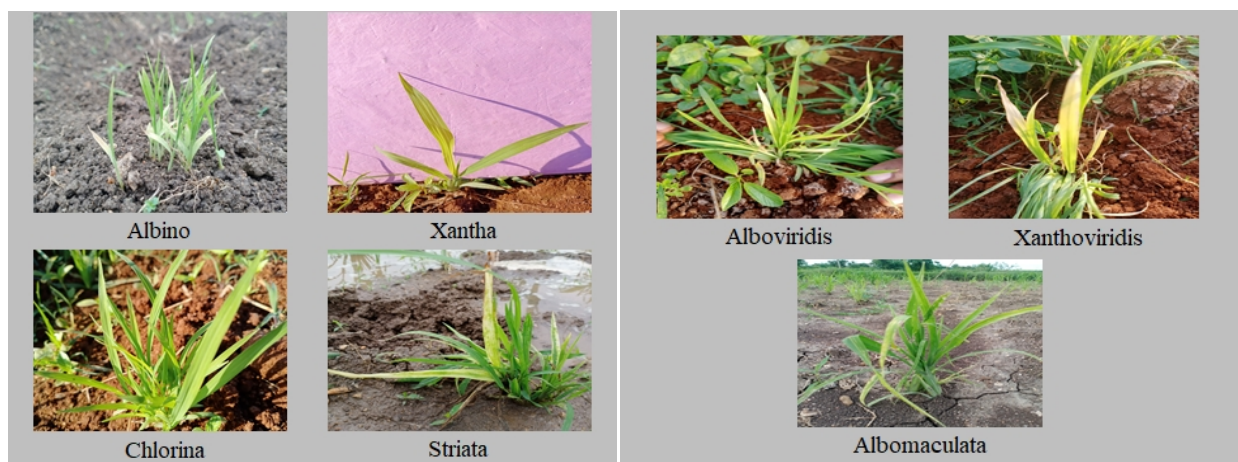 Albino
Xantha
Chlorina
Striata
Alboviridis
Xanthoviridis
Albomaculata